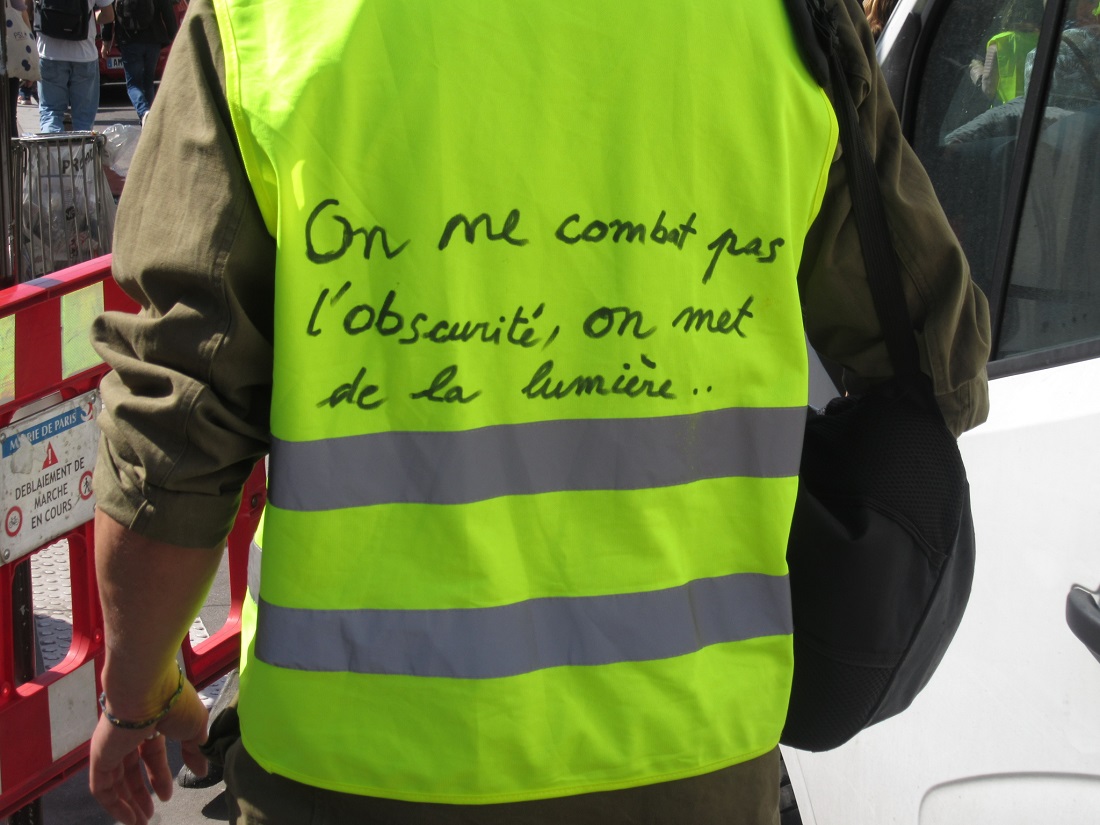 On ne combat pas
l'obscurité, on met
de la lumière..
DEBLAIEMENT DE
MARCHE
EN COURS